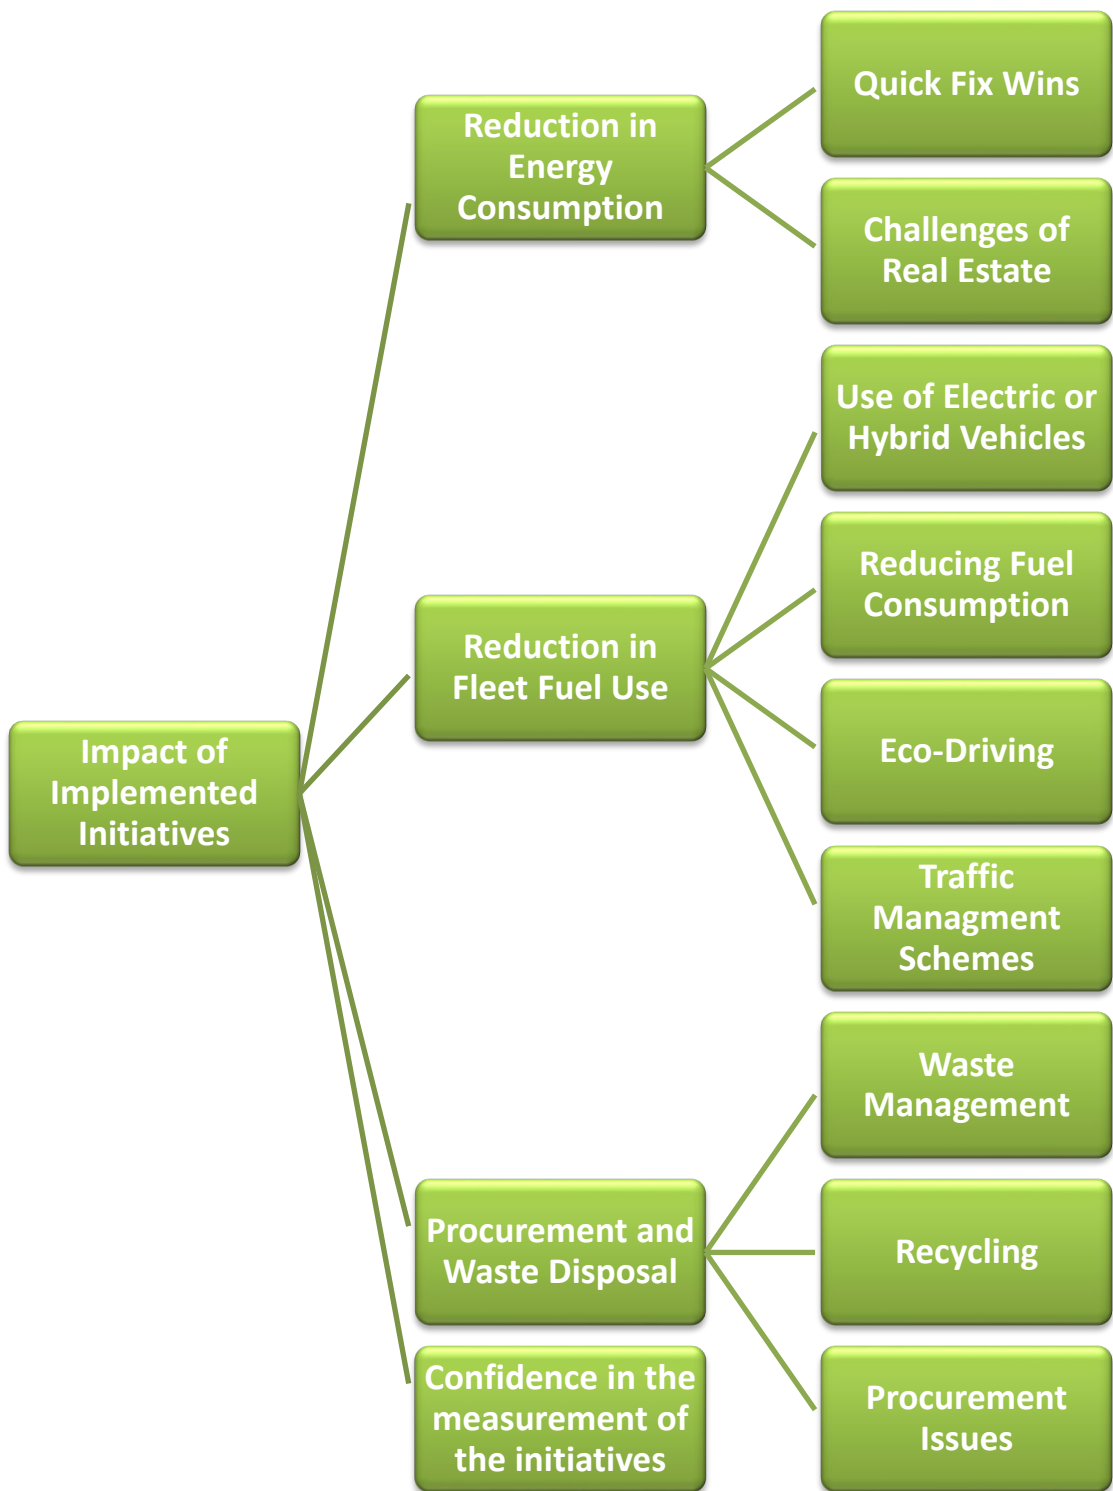 Impact of
Implemented
Initiatives
Reduction in
Energy
Consumption
Quick Fix Wins
Challenges of
Real Estate
Reduction in
Fleet Fuel Use
Use of Electric or
Hybrid Vehicles
Reducing Fuel
Consumption
Eco-Driving
Traffic
Managment
Schemes
Procurement and
Waste Disposal
Waste
Management
Recycling
Procurement
Issues
Confidence in the
measurement of
the initiatives